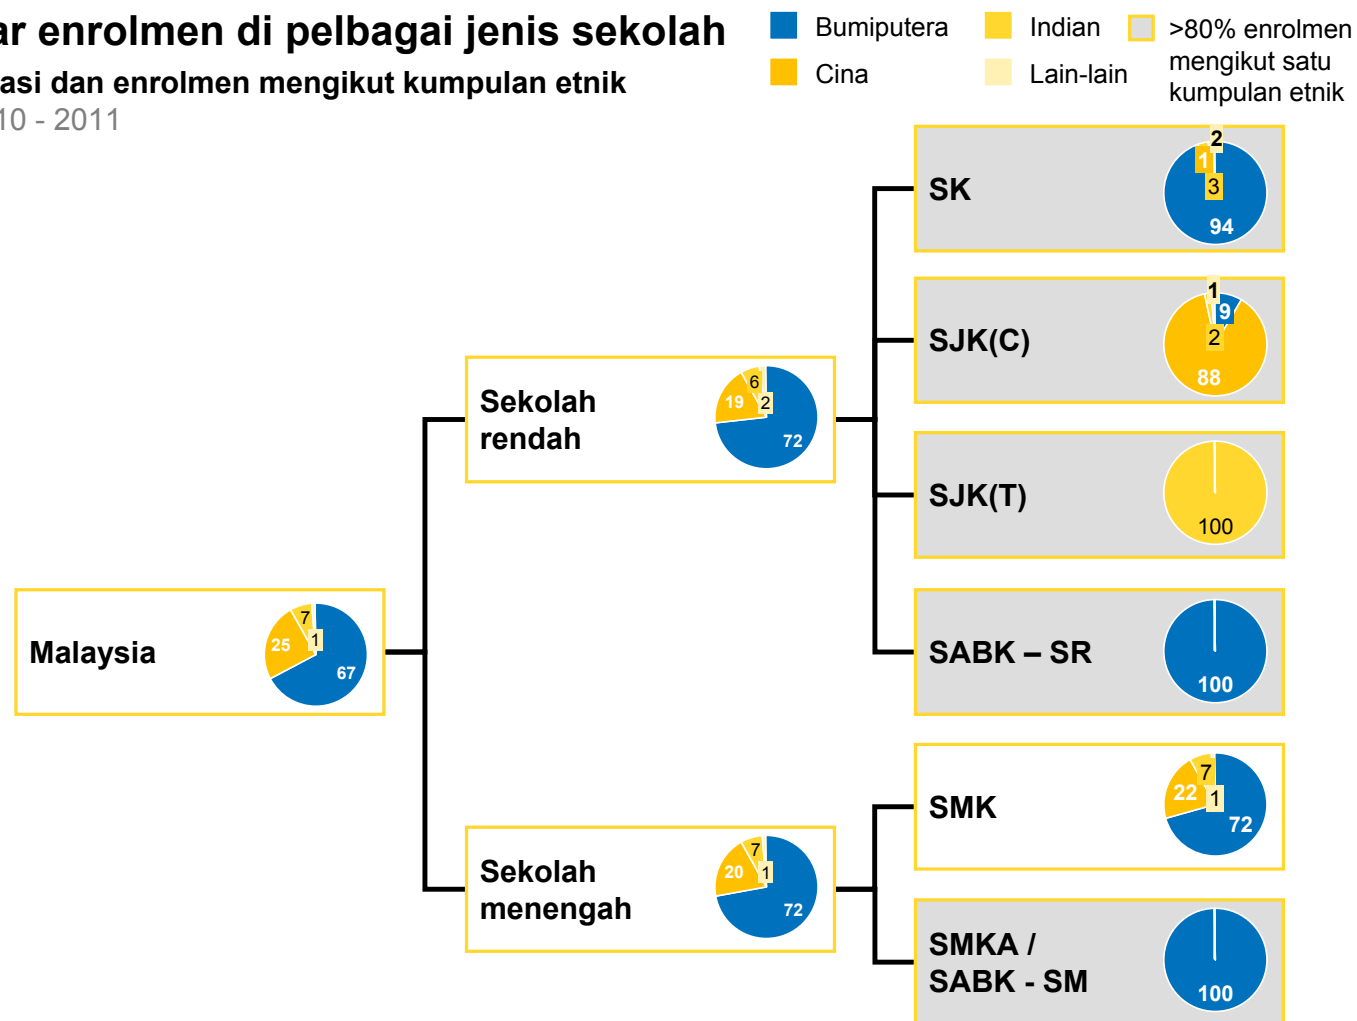 ar enrolmen di pelbagai jenis sekolah
asi dan enrolmen mengikut kumpulan etnik
10 - 2011
Bumiputera
Indian
>80% enrolmen
mengikut satu
kumpulan etnik
Cina
Lain-lain
SK
2
1
3
94
SJK(C)
1
9
2
88
Sekolah
rendah
6
19
2
72
SJK(T)
100
Malaysia
7
25
1
67
SABK – SR
100
SMK
7
22
1
72
Sekolah
menengah
7
20
1
72
SMKA /
SABK - SM
100